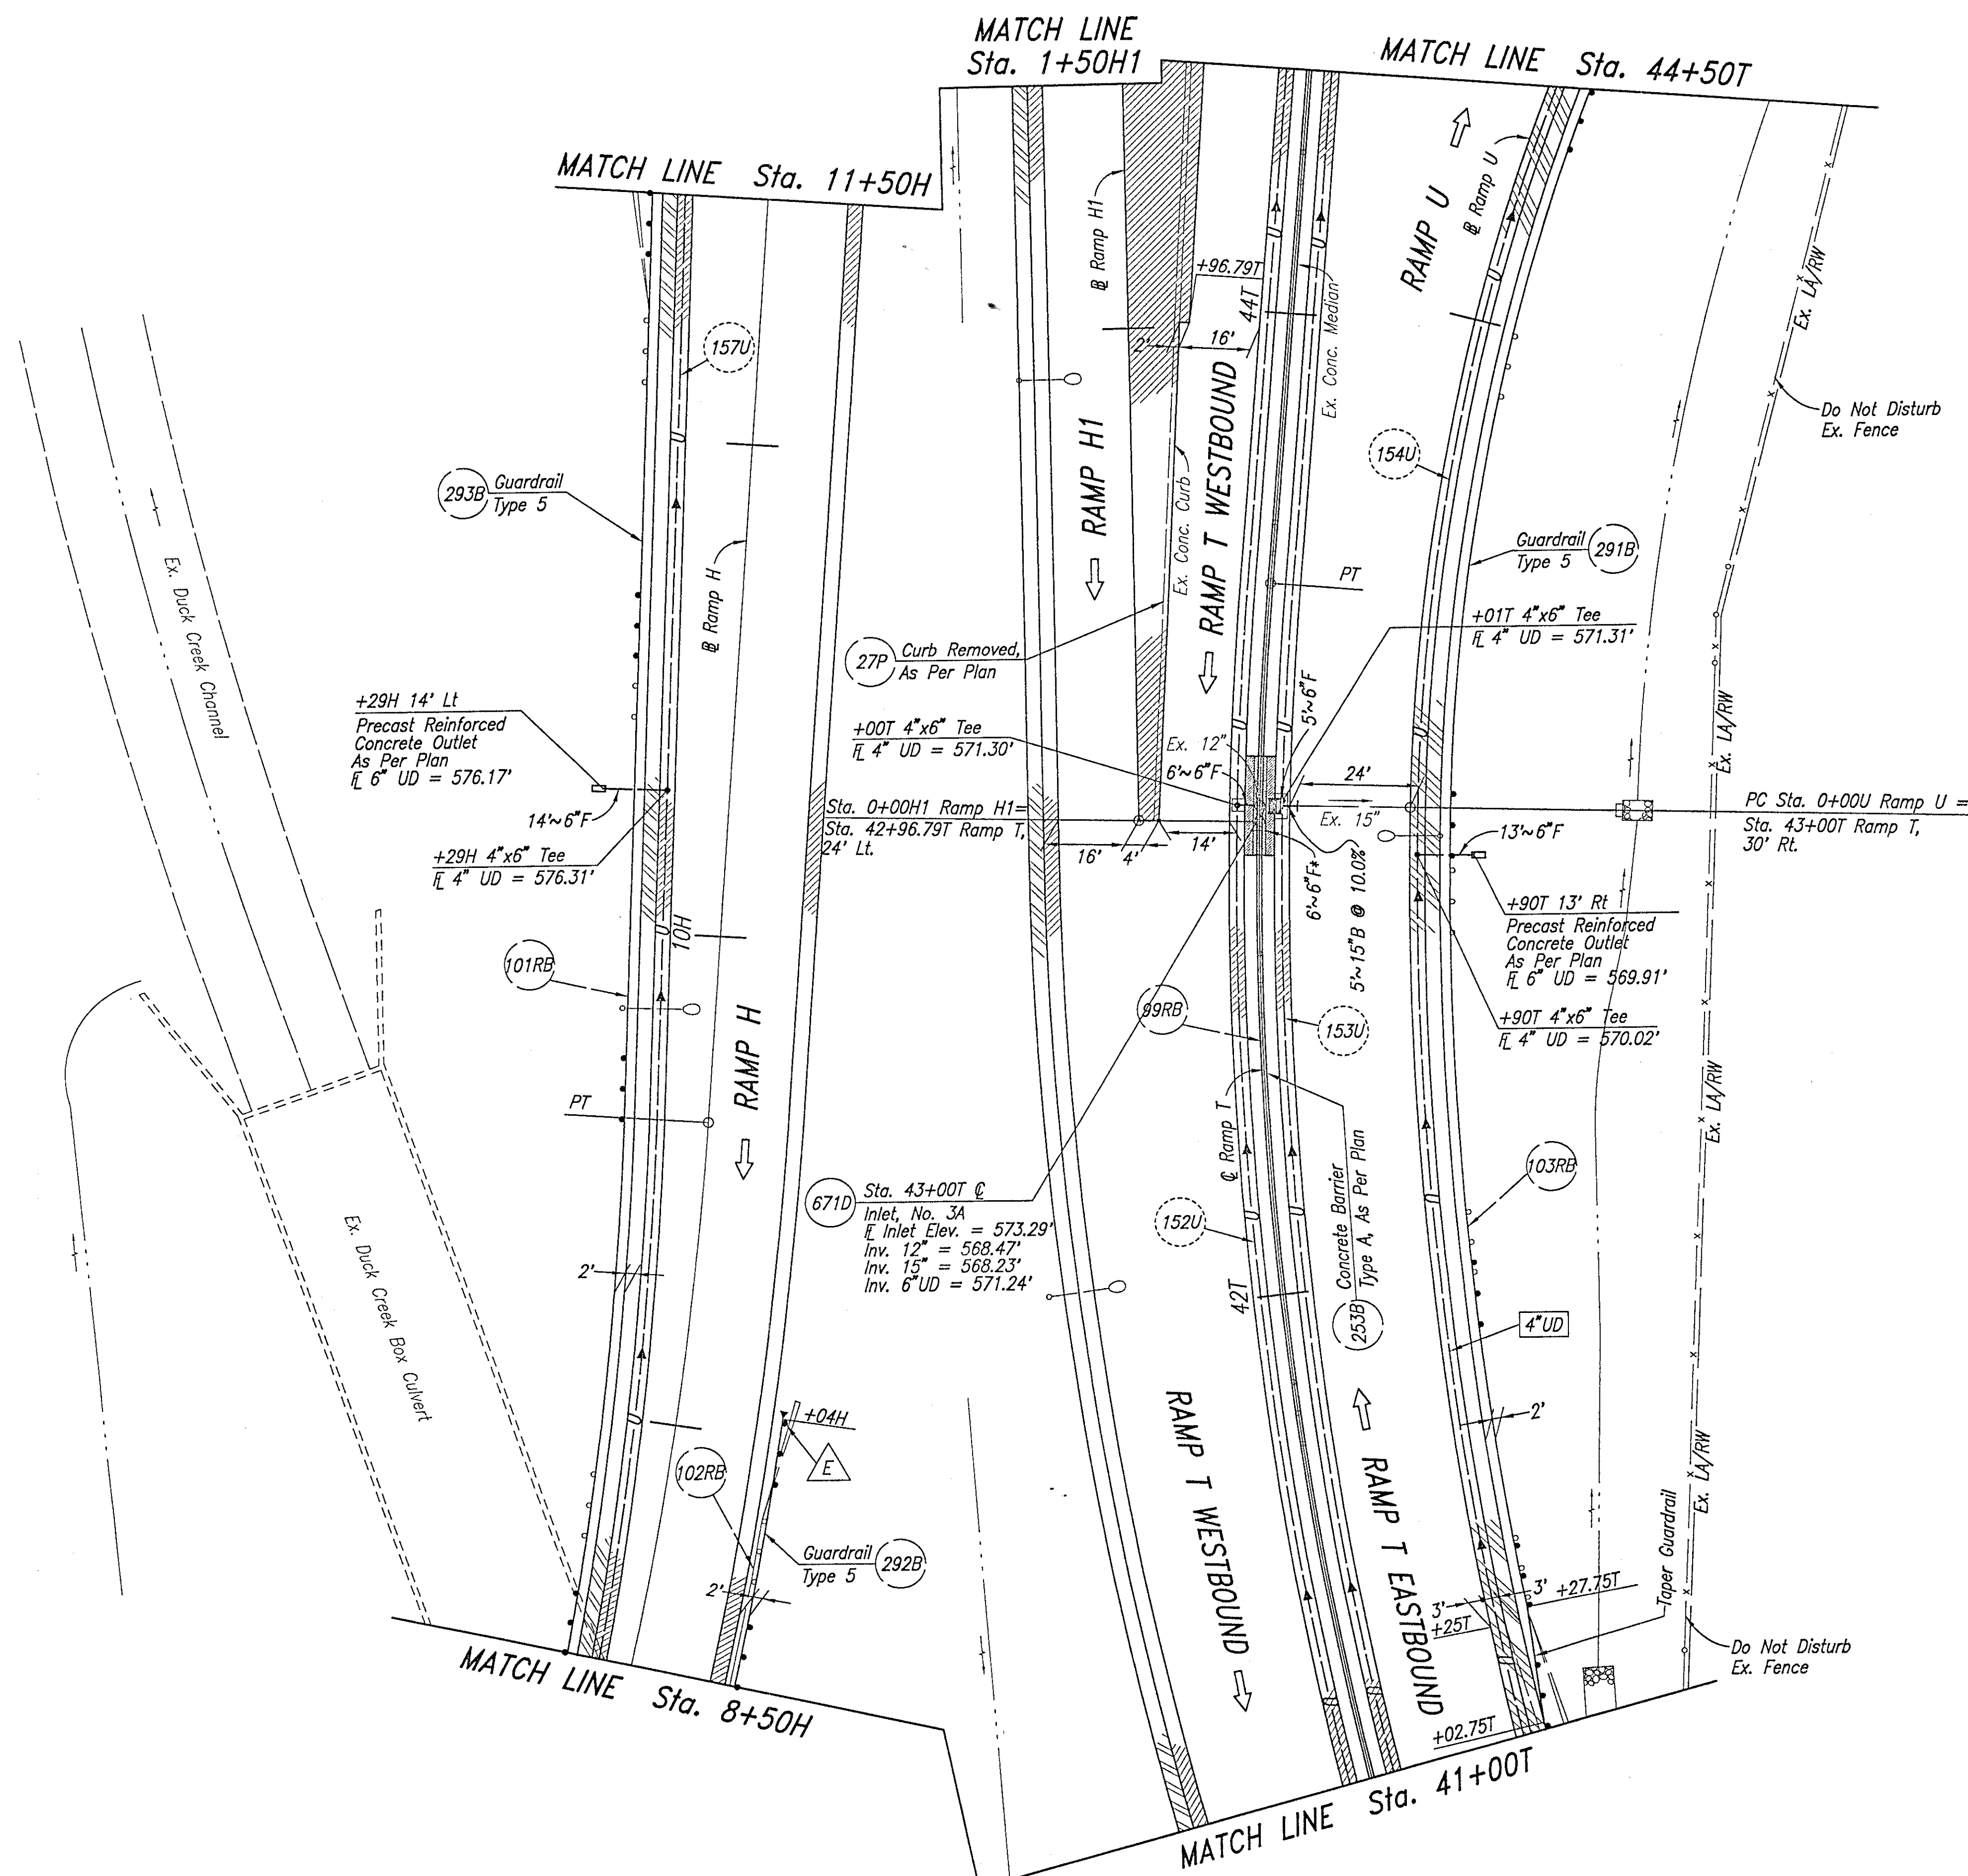 MATCH LINE
Sta. 1+50H1
MATCH LINE Sta. 44+50T
MATCH LINE Sta. 11+50H
RAMP U
℄ Ramp U
℄ Ramp H1
+96.79T
44T
2'
16'
Ex. Conc. Median
Ex. LA/RW
157U
Do Not Disturb
Ex. Fence
154U
293B
Guardrail
Type 5
RAMP H1
Ex. Conc. Curb
RAMP T WESTBOUND
Guardrail
Type 5
291B
PT
Ex. Duck Creek Channel
℄ Ramp H
27P
Curb Removed,
As Per Plan
+01T 4"x6" Tee
℄ 4" UD = 571.31'
+29H 14' Lt
Precast Reinforced
Concrete Outlet
As Per Plan
℄ 6" UD = 576.17'
+00T 4"x6" Tee
℄ 4" UD = 571.30'
Ex. 12"
6'~6"F
5'~6"F
24'
Ex. LA/RW
14'~6"F
Sta. 0+00H1 Ramp H1=
Sta. 42+96.79T Ramp T,
24' Lt.
16'
4'
14'
Ex. 15"
PC Sta. 0+00U Ramp U =
Sta. 43+00T Ramp T,
30' Rt.
13'~6"F
+29H 4"x6" Tee
℄ 4" UD = 576.31'
6'~6"F*
5'~15"B @ 10.0%
+90T 13' Rt
Precast Reinforced
Concrete Outlet
As Per Plan
℄ 6" UD = 569.91'
10H
101RB
99RB
153U
+90T 4"x6" Tee
℄ 4" UD = 570.02'
RAMP H
PT
Ex. LA/RW
℄ Ramp T
Concrete Barrier
Type A, As Per Plan
253B
103RB
671D
Sta. 43+00T ℄
Inlet, No. 3A
℄ Inlet Elev. = 573.29'
Inv. 12" = 568.47'
Inv. 15" = 568.23'
Inv. 6"UD = 571.24'
152U
2'
42T
4"UD
Ex. Duck Creek Box Culvert
+04H
E
102RB
2'
RAMP T WESTBOUND
RAMP T EASTBOUND
Ex. LA/RW
Guardrail
Type 5
292B
2'
Taper Guardrail
3'
+27.75T
3'
+25T
Do Not Disturb
Ex. Fence
MATCH LINE Sta. 8+50H
+02.75T
MATCH LINE Sta. 41+00T